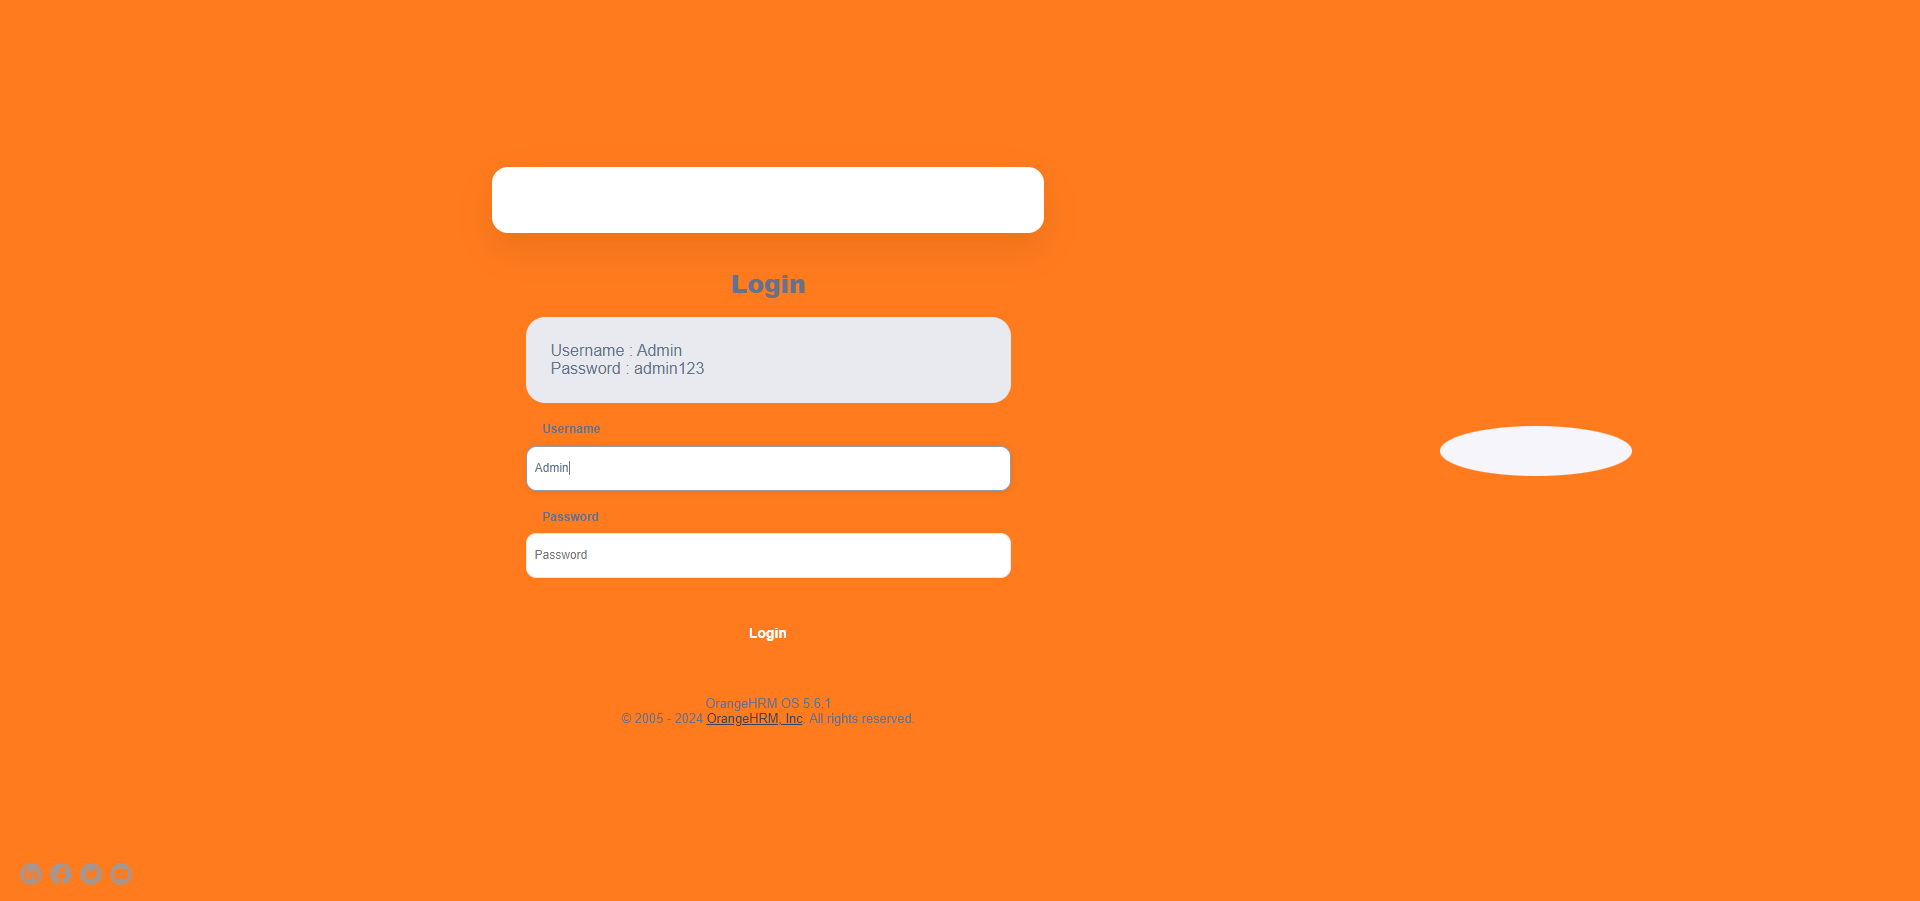 Login
Username : Admin
Password : admin123
Username
Admin
Password
Password
Login
OrangeHRM OS 5.6.1
© 2005 - 2024 OrangeHRM, Inc. All rights reserved.